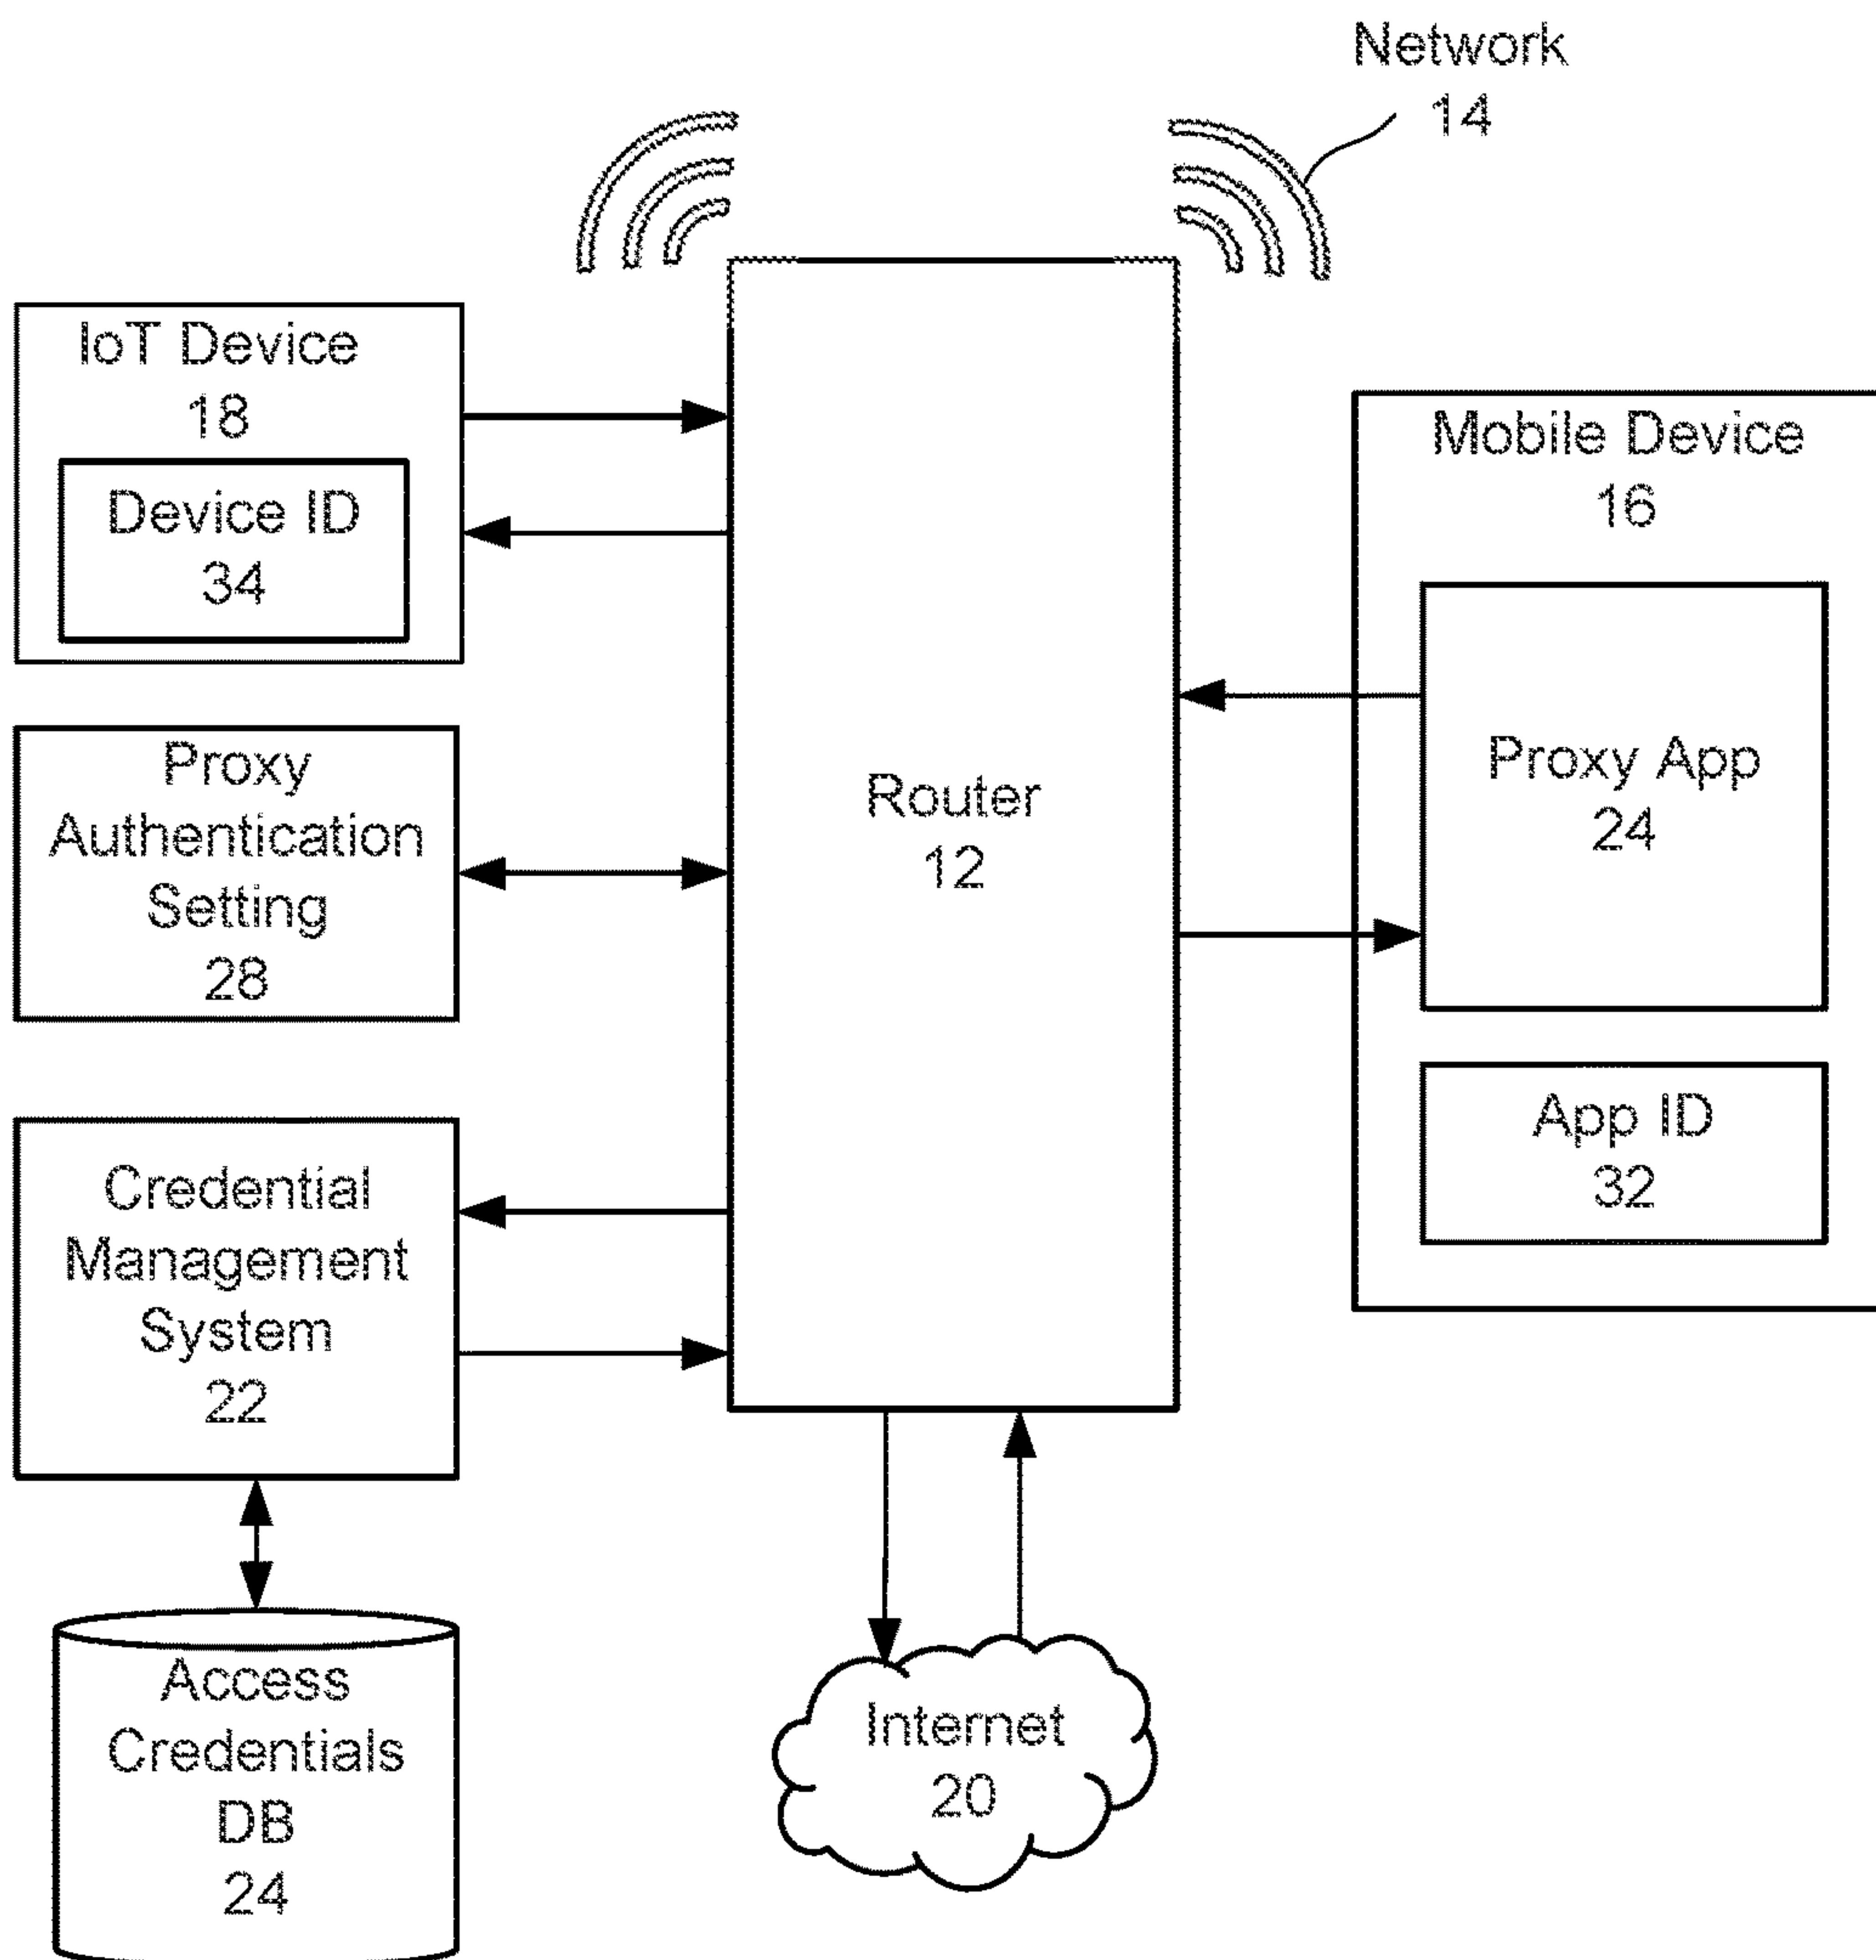 Network
14
IoT Device
18
Device ID
34
Proxy
Authentication
Setting
28
Credential
Management
System
22
Access
Credentials
DB
24
Router
12
Internet
20
Mobile Device
16
Proxy App
24
App ID
32